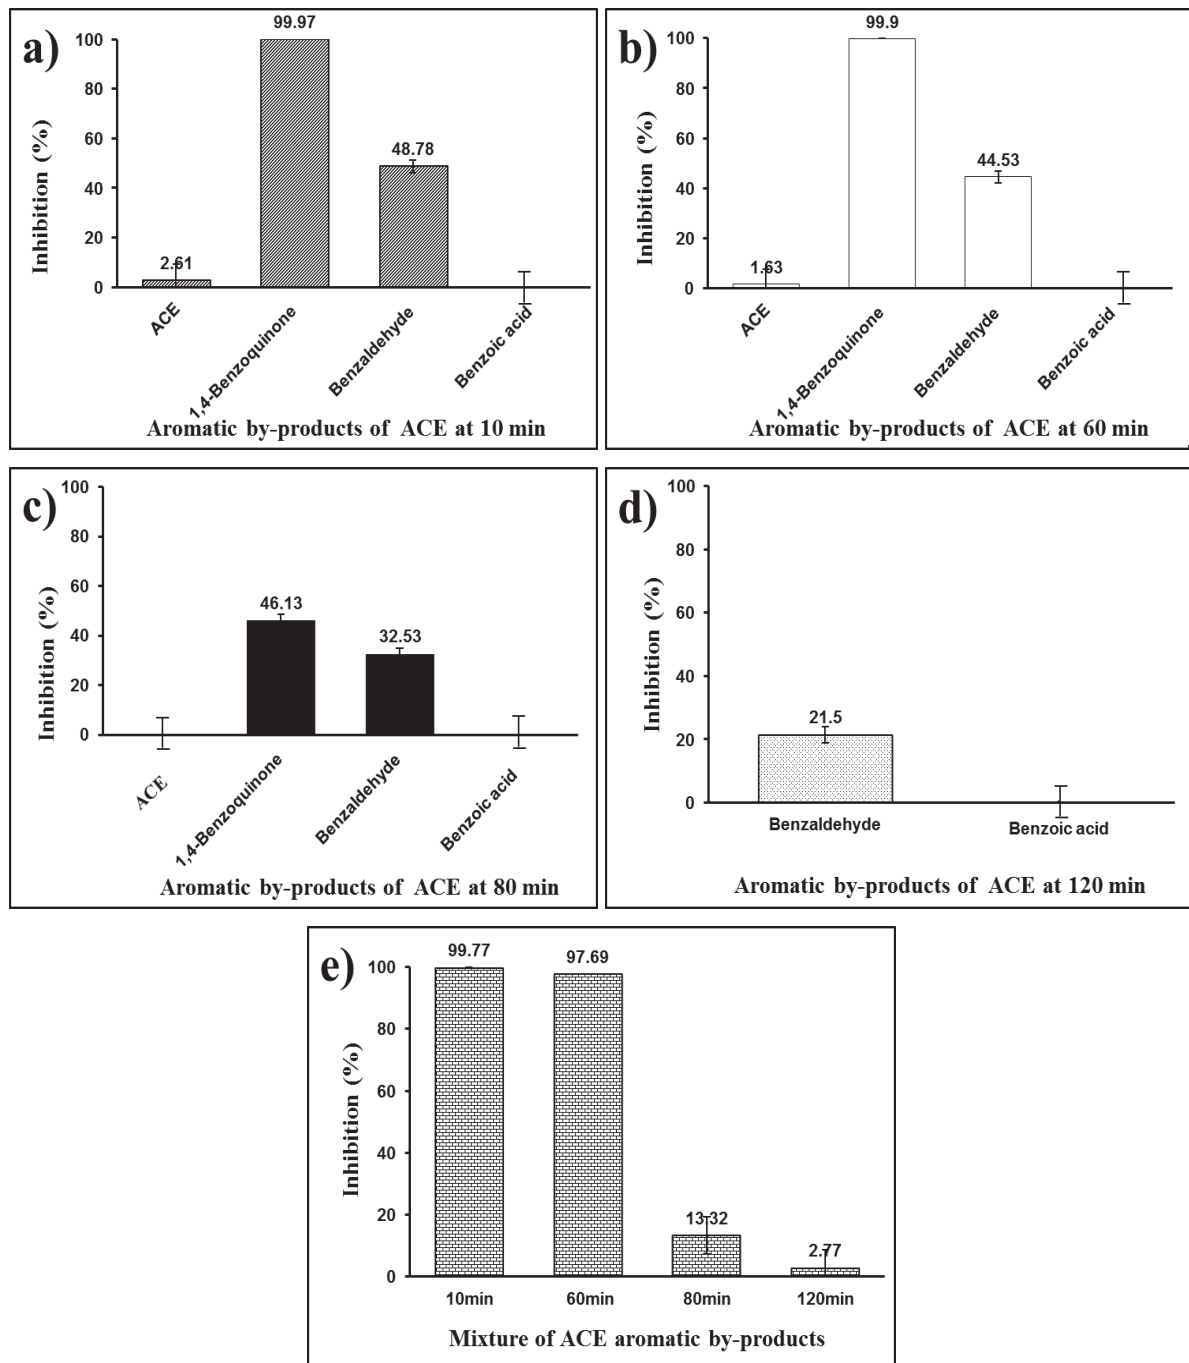 a)
99.97
100
80
60
40
20
0
Inhibition (%)
2.61
48.78
ACE
1,4-Benzoquinone
Benzaldehyde
Benzoic acid
Aromatic by-products of ACE at 10 min
b)
99.9
100
80
60
40
20
0
Inhibition (%)
1.63
44.53
ACE
1,4-Benzoquinone
Benzaldehyde
Benzoic acid
Aromatic by-products of ACE at 60 min
c)
100
80
60
40
20
0
Inhibition (%)
46.13
32.53
ACE
1,4-Benzoquinone
Benzaldehyde
Benzoic acid
Aromatic by-products of ACE at 80 min
d)
100
80
60
40
20
0
Inhibition (%)
21.5
Benzaldehyde
Benzoic acid
Aromatic by-products of ACE at 120 min
e)
99.77
97.69
100
80
60
40
20
0
Inhibition (%)
13.32
2.77
10min
60min
80min
120min
Mixture of ACE aromatic by-products